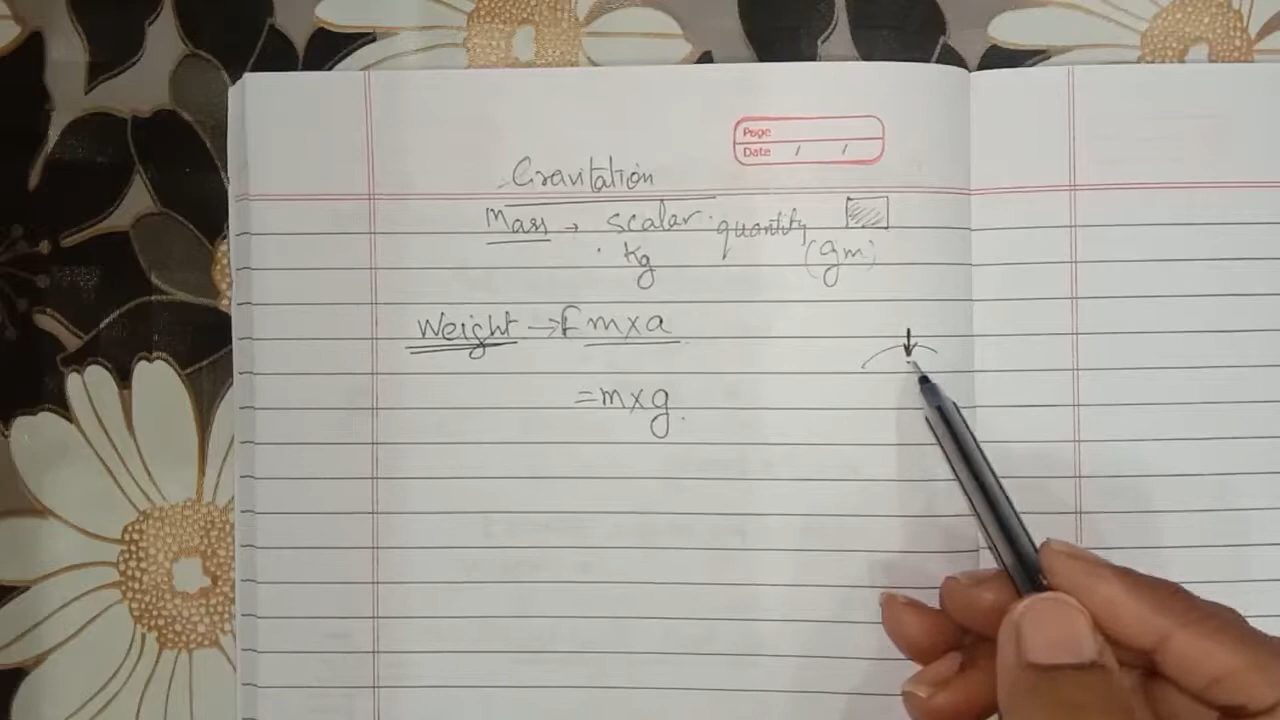 Page
Date / /
Gravitation
Mass → scalar quantity
Kg (gm)
Weight → F m x a
= m x g.